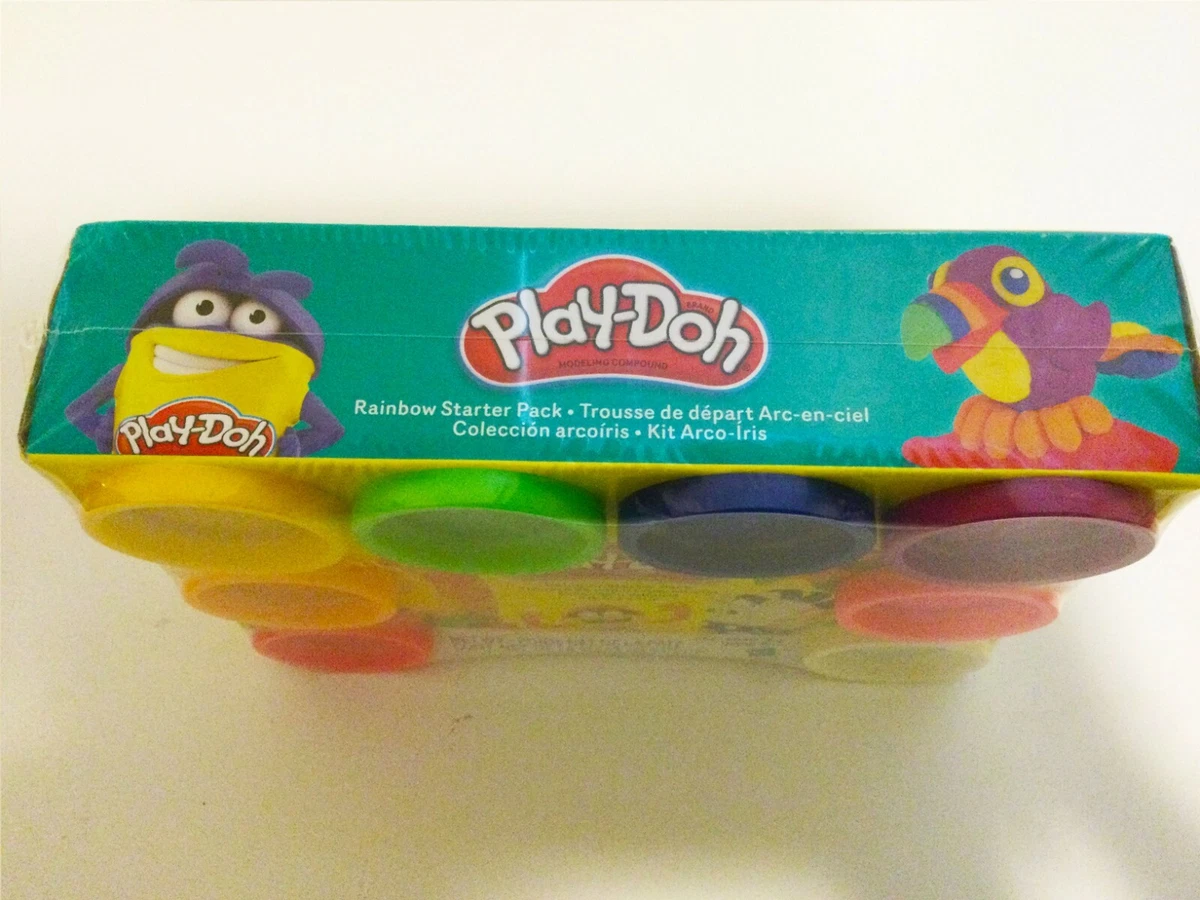 Play-Doh
BRAND
MODELING COMPOUND
Rainbow Starter Pack • Trousse de départ Arc-en-ciel
Colección arcoíris • Kit Arco-Íris
Play-Doh